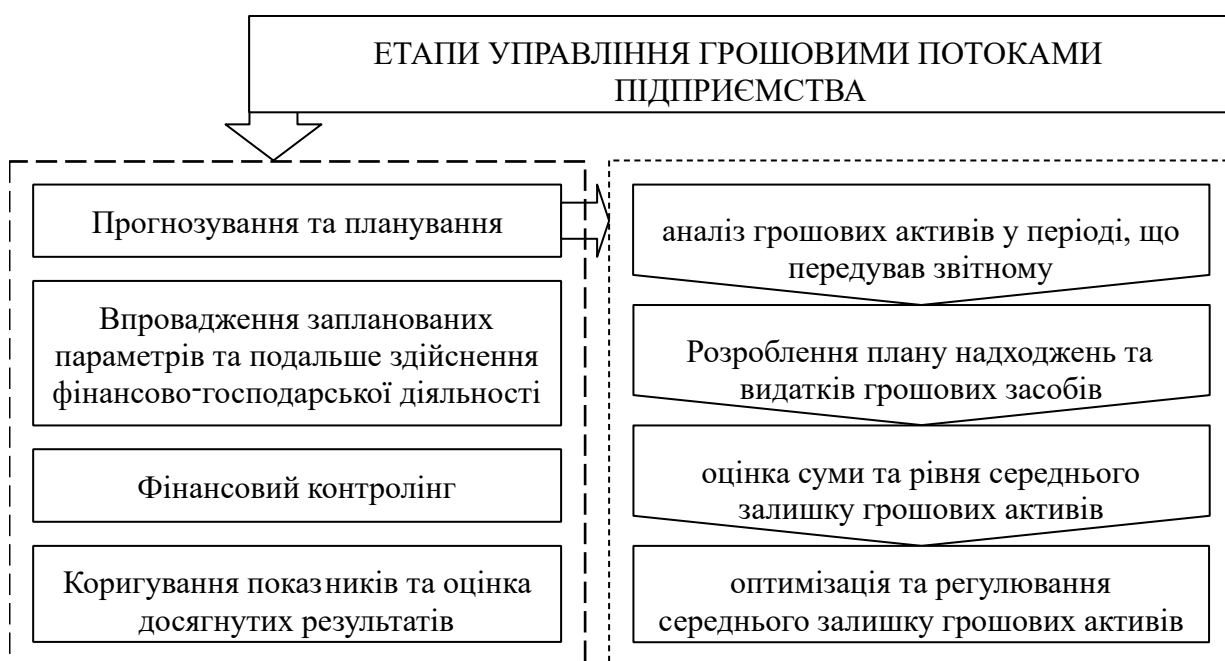 ЕТАПИ УПРАВЛІННЯ ГРОШОВИМИ ПОТОКАМИ
ПІДПРИЄМСТВА
Прогнозування та планування
Впровадження запланованих
параметрів та подальше здійснення
фінансово-господарської діяльності
Фінансовий контролінг
Коригування показників та оцінка
досягнутих результатів
аналіз грошових активів у періоді, що
передував звітному
Розроблення плану надходжень та
видатків грошових засобів
оцінка суми та рівня середнього
залишку грошових активів
оптимізація та регулювання
середнього залишку грошових активів